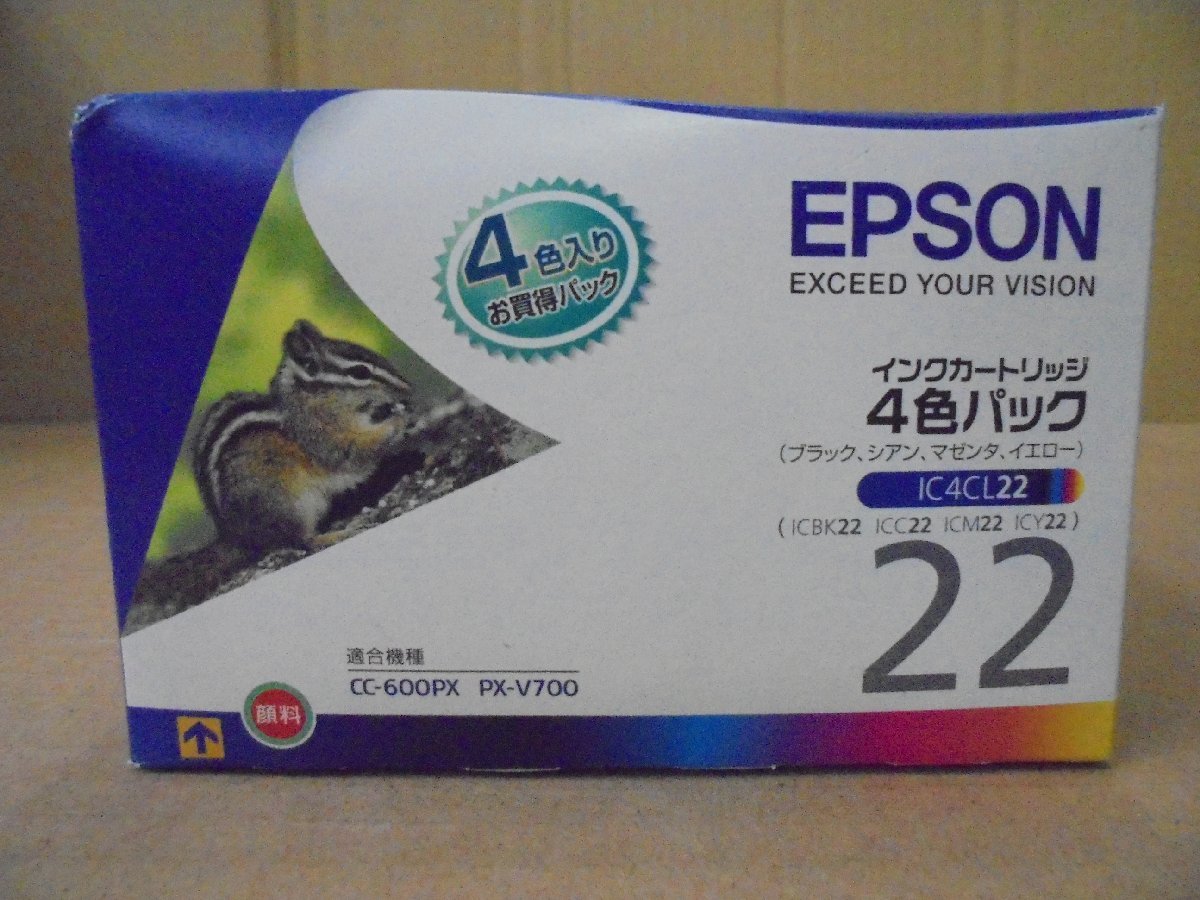 4色入り
お買得パック
EPSON
EXCEED YOUR VISION
インクカートリッジ
4色パック
(ブラック、シアン、マゼンタ、イエロー)
IC4CL22
( ICBK22 ICC22 ICM22 ICY22 )
22
適合機種
CC-600PX PX-V700
顔料